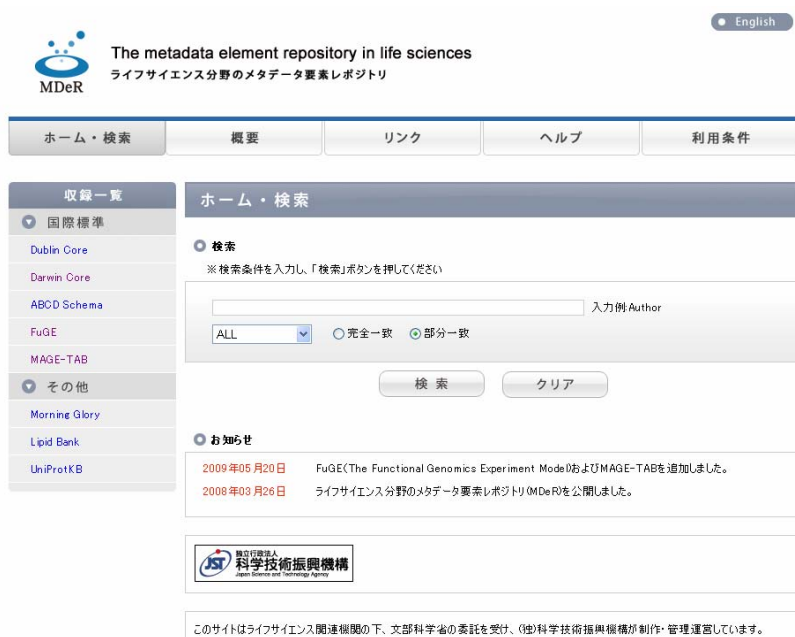 English
The metadata element repository in life sciences
ライフサイエンス分野のメタデータ要素レポジトリ
MDeR
ホーム・検索 概要 リンク ヘルプ 利用条件
収録一覧
国際標準
Dublin Core
Darwin Core
ABCD Schema
FuGE
MAGE-TAB
その他
Morning Glory
Lipid Bank
UniProtKB
ホーム・検索
検索
※検索条件を入力し、「検索」ボタンを押してください
入力例:Author
ALL 完全一致 部分一致
検索 クリア
お知らせ
2009年05月20日 FuGE(The Functional Genomics Experiment Model)およびMAGE-TABを追加しました。
2008年03月26日 ライフサイエンス分野のメタデータ要素レポジトリ(MDeR)を公開しました。
JST 独立行政法人
科学技術振興機構
Japan Science and Technology Agency
このサイトはライフサイエンス関連機関の下、文部科学省の委託を受け、(独)科学技術振興機構が制作・管理運営しています。